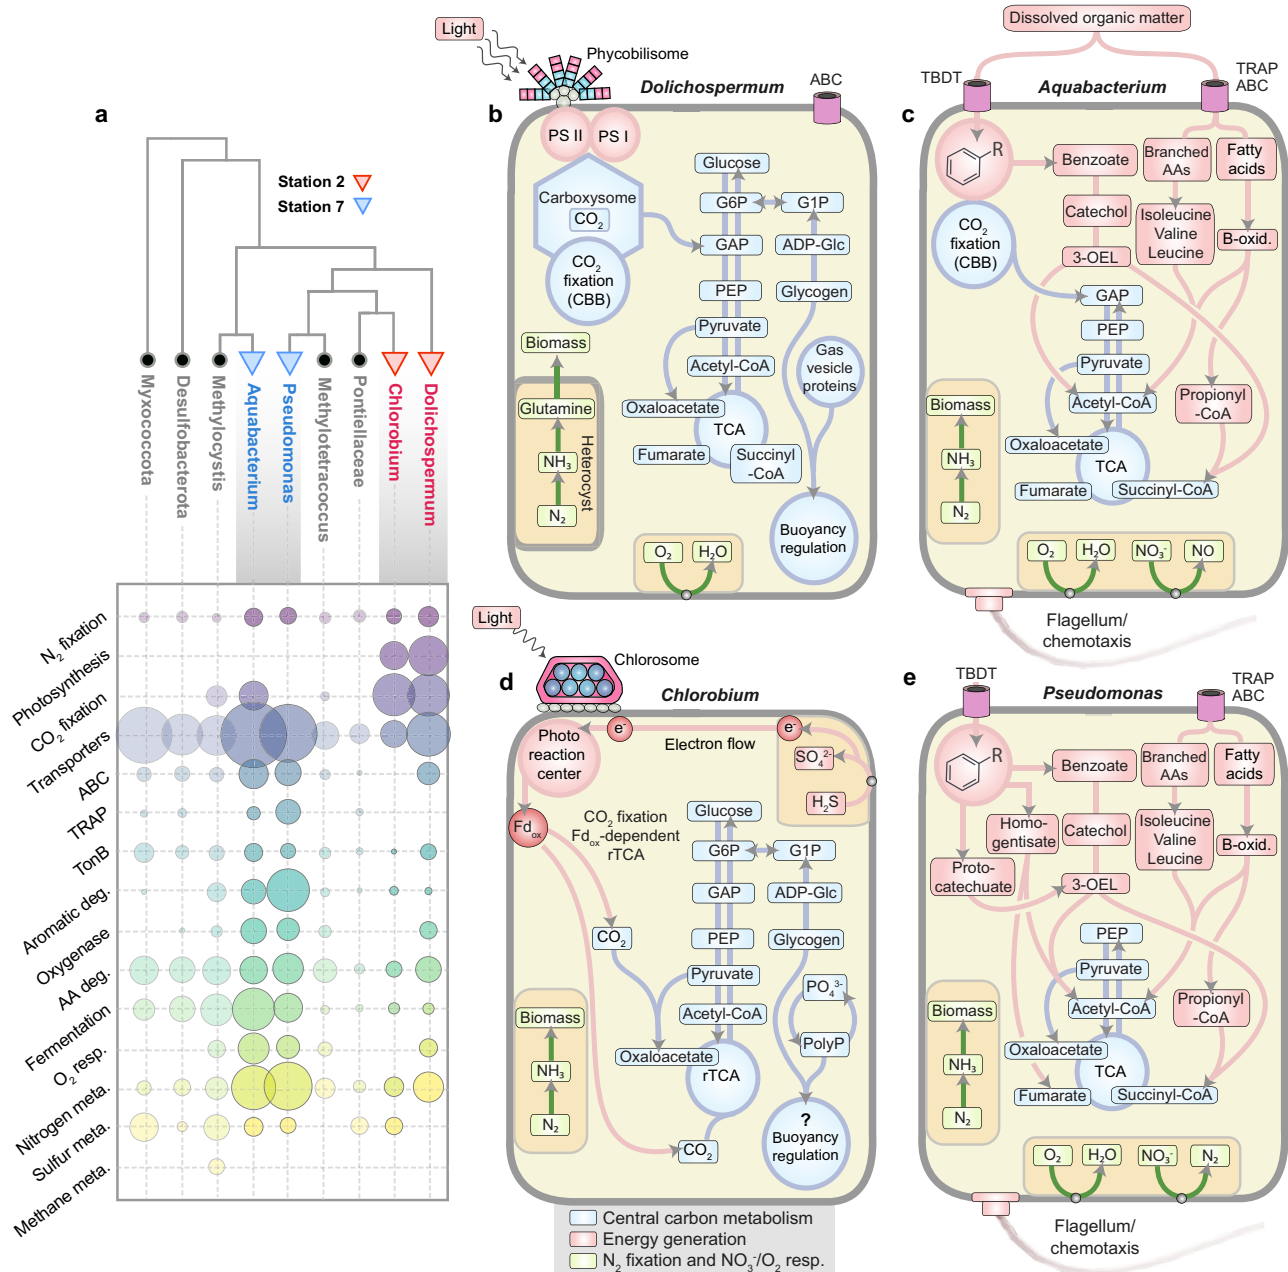 a
Station 2
Station 7
Myxococcota
Desulfobacterota
Methylocystis
Aquabacterium
Pseudomonas
Methylotetracoccus
Pontiellaceae
Chlorobium
Dolichospermum
N₂ fixation
Photosynthesis
CO₂ fixation
Transporters
ABC
TRAP
TonB
Aromatic deg.
Oxygenase
AA deg.
Fermentation
O₂ resp.
Nitrogen meta.
Sulfur meta.
Methane meta.
b
Light
Phycobilisome
Dolichospermum
ABC
PS II
PS I
Carboxysome
CO₂
CO₂
fixation
(CBB)
Glucose
G6P
G1P
GAP
ADP-Glc
PEP
Glycogen
Pyruvate
Acetyl-CoA
Gas
vesicle
proteins
Oxaloacetate
TCA
Fumarate
Succinyl
-CoA
Biomass
Glutamine
NH₃
N₂
Heterocyst
Buoyancy
regulation
O₂
H₂O
c
Dissolved organic matter
TBDT
Aquabacterium
TRAP
ABC
R
Benzoate
Branched
AAs
Fatty
acids
Catechol
Isoleucine
Valine
Leucine
3-OEL
B-oxid.
CO₂
fixation
(CBB)
GAP
PEP
Pyruvate
Acetyl-CoA
Propionyl
-CoA
Oxaloacetate
TCA
Fumarate
Succinyl-CoA
Biomass
NH₃
N₂
O₂
H₂O
NO₃⁻
NO
Flagellum/
chemotaxis
d
Light
Chlorosome
Chlorobium
Photo
reaction
center
e⁻
Electron flow
e⁻
SO₄²⁻
H₂S
Fdₒₓ
CO₂ fixation
Fdₒₓ-dependent
rTCA
Glucose
G6P
G1P
GAP
ADP-Glc
CO₂
PEP
Glycogen
Pyruvate
PO₄³⁻
Acetyl-CoA
PolyP
Oxaloacetate
rTCA
CO₂
Biomass
NH₃
N₂
?
Buoyancy
regulation
e
TBDT
Pseudomonas
TRAP
ABC
R
Benzoate
Branched
AAs
Fatty
acids
Homo-
gentisate
Catechol
Isoleucine
Valine
Leucine
B-oxid.
Proto-
catechuate
3-OEL
PEP
Pyruvate
Acetyl-CoA
Propionyl
-CoA
Oxaloacetate
TCA
Fumarate
Succinyl-CoA
Biomass
NH₃
N₂
O₂
H₂O
NO₃⁻
N₂
Flagellum/
chemotaxis
Central carbon metabolism
Energy generation
N₂ fixation and NO₃⁻/O₂ resp.